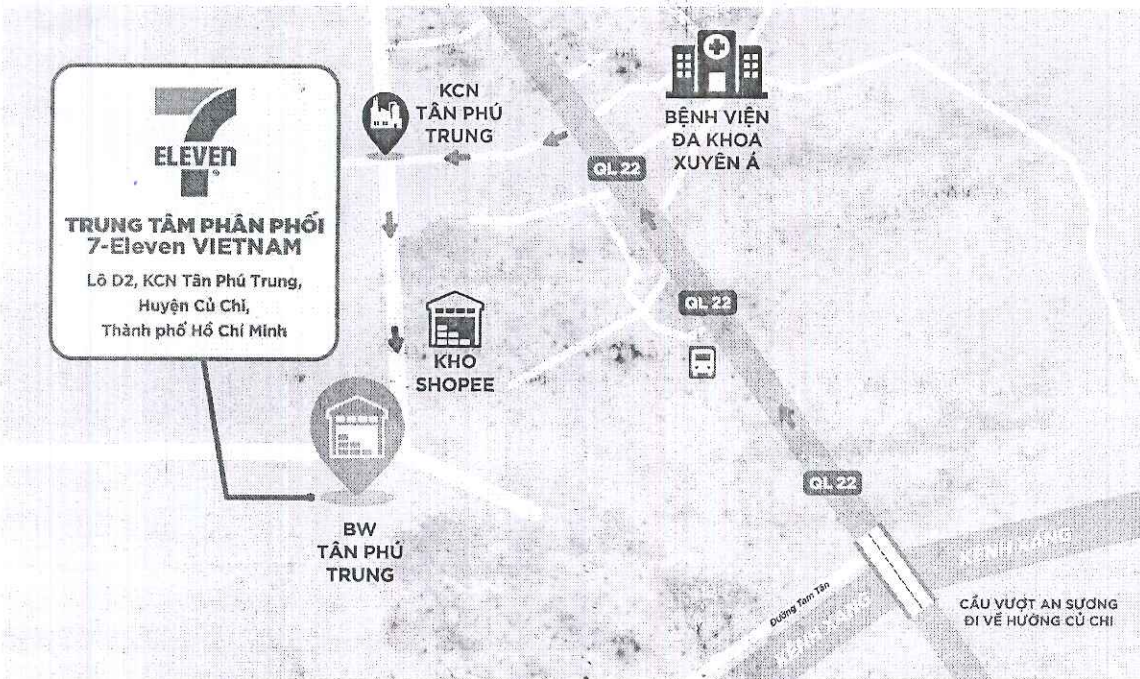 7
ELEVEN
®
TRUNG TÂM PHÂN PHỐI
7-Eleven VIETNAM
Lô D2, KCN Tân Phú Trung,
Huyện Củ Chi,
Thành phố Hồ Chí Minh
KCN
TÂN PHÚ
TRUNG
BỆNH VIỆN
ĐA KHOA
XUYÊN Á
QL 22
QL 22
KHO
SHOPEE
QL 22
BW
TÂN PHÚ
TRUNG
KÊNH XÁNG
Đường Tam Tân
KÊNH XÁNG
CẦU VƯỢT AN SƯƠNG
ĐI VỀ HƯỚNG CỦ CHI